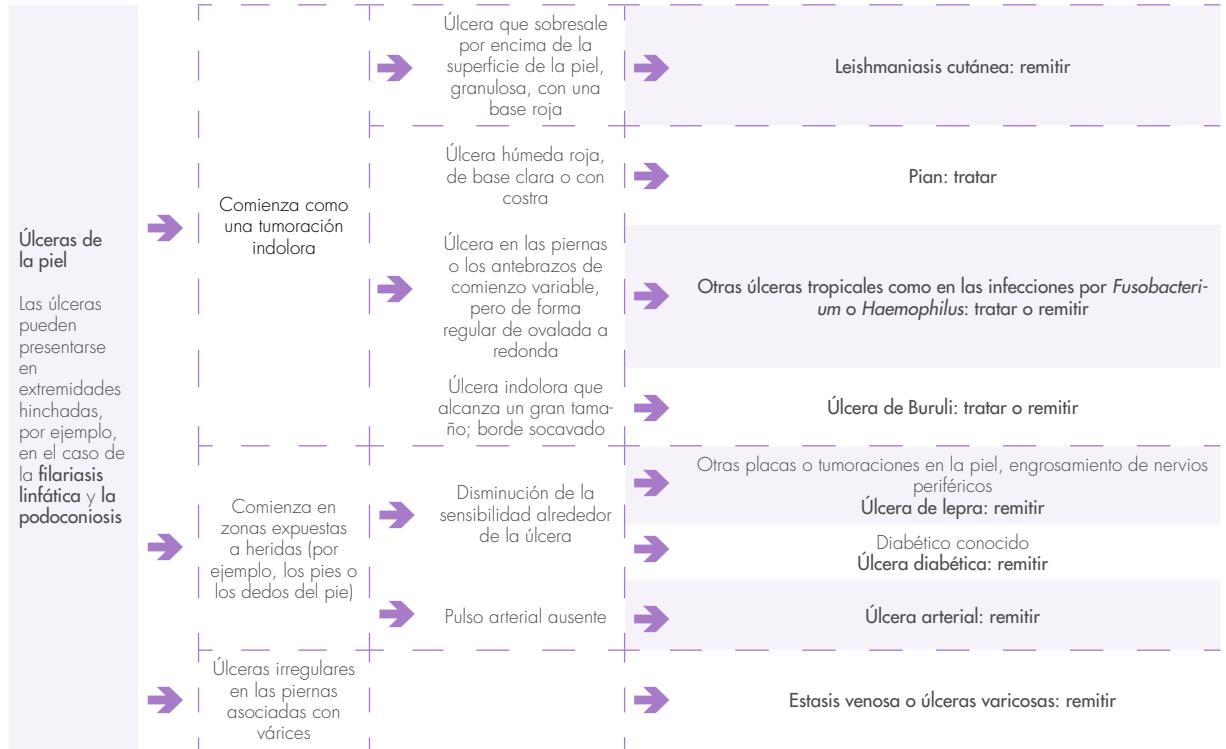 Úlceras de
la piel
Las úlceras
pueden
presentarse
en
extremidades
hinchadas,
por ejemplo,
en el caso de
la filariasis
linfática y la
podoconiosis
Comienza como
una tumoración
indolora
Úlcera que sobresale
por encima de la
superficie de la piel,
granulosa, con una
base roja
Leishmaniasis cutánea: remitir
Úlcera húmeda roja,
de base clara o con
costra
Pian: tratar
Úlcera en las piernas
o los antebrazos de
comienzo variable,
pero de forma
regular de ovalada a
redonda
Otras úlceras tropicales como en las infecciones por Fusobacteri-
um o Haemophilus: tratar o remitir
Úlcera indolora que
alcanza un gran tama-
ño; borde socavado
Úlcera de Buruli: tratar o remitir
Comienza en
zonas expuestas
a heridas (por
ejemplo, los pies o
los dedos del pie)
Disminución de la
sensibilidad alrededor
de la úlcera
Otras placas o tumoraciones en la piel, engrosamiento de nervios
periféricos
Úlcera de lepra: remitir
Diabético conocido
Úlcera diabética: remitir
Pulso arterial ausente
Úlcera arterial: remitir
Úlceras irregulares
en las piernas
asociadas con
várices
Estasis venosa o úlceras varicosas: remitir